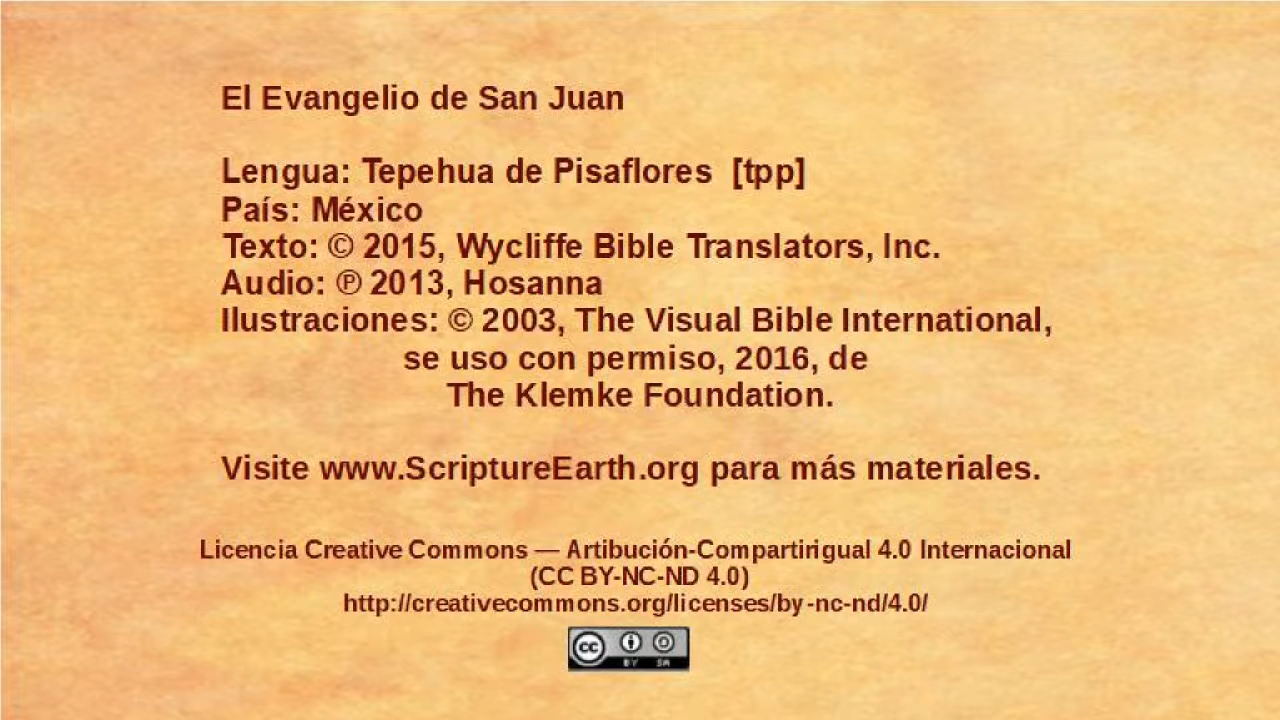 El Evangelio de San Juan
Lengua: Tepehua de Pisaflores [tpp]
País: México
Texto: © 2015, Wycliffe Bible Translators, Inc.
Audio: ℗ 2013, Hosanna
Ilustraciones: © 2003, The Visual Bible International,
se uso con permiso, 2016, de
The Klemke Foundation.
Visite www.ScriptureEarth.org para más materiales.
Licencia Creative Commons — Artibución-Compartirigual 4.0 Internacional
(CC BY-NC-ND 4.0)
http://creativecommons.org/licenses/by-nc-nd/4.0/
cc BY SA